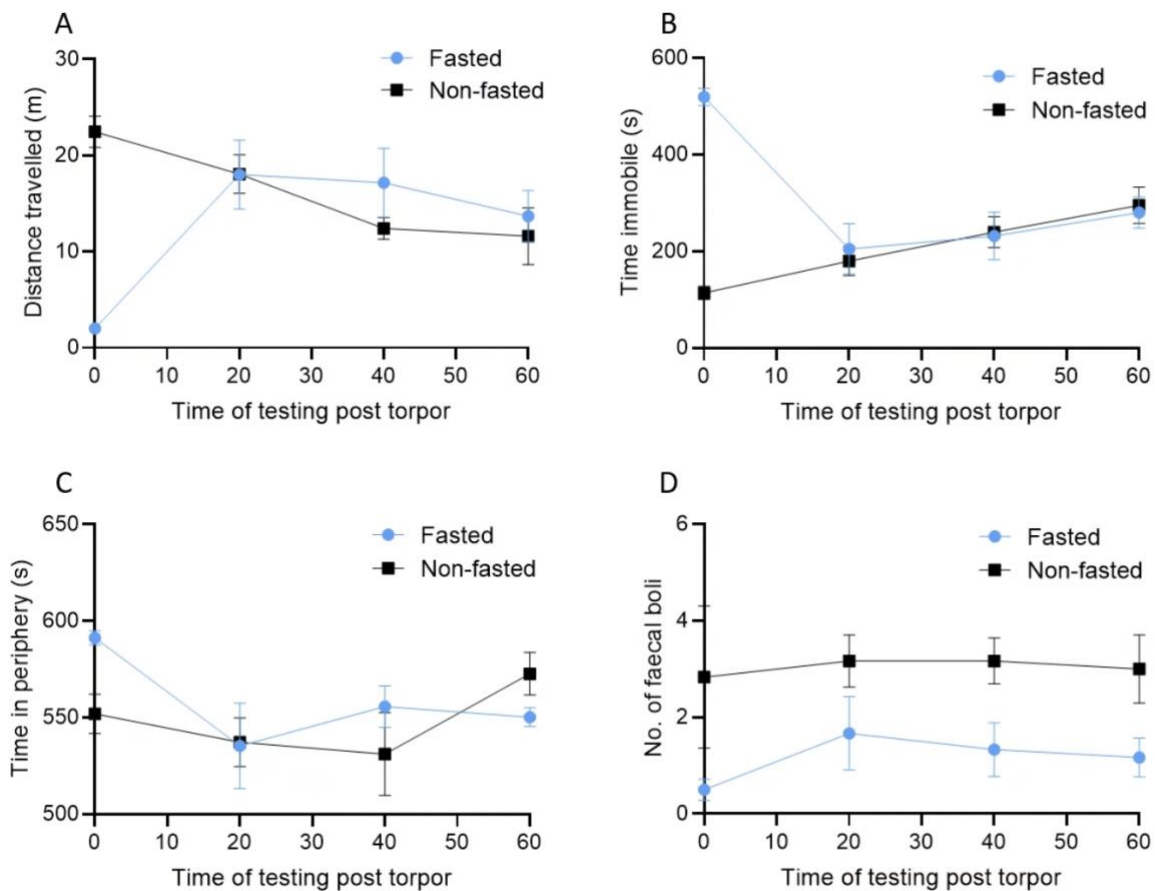 A
Distance travelled (m)
30
20
10
0
Fasted
Non-fasted
0 10 20 30 40 50 60
Time of testing post torpor
B
Time immobile (s)
600
400
200
0
Fasted
Non-fasted
0 10 20 30 40 50 60
Time of testing post torpor
C
Time in periphery (s)
650
600
550
500
Fasted
Non-fasted
0 10 20 30 40 50 60
Time of testing post torpor
D
No. of faecal boli
6
4
2
0
Fasted
Non-fasted
0 10 20 30 40 50 60
Time of testing post torpor